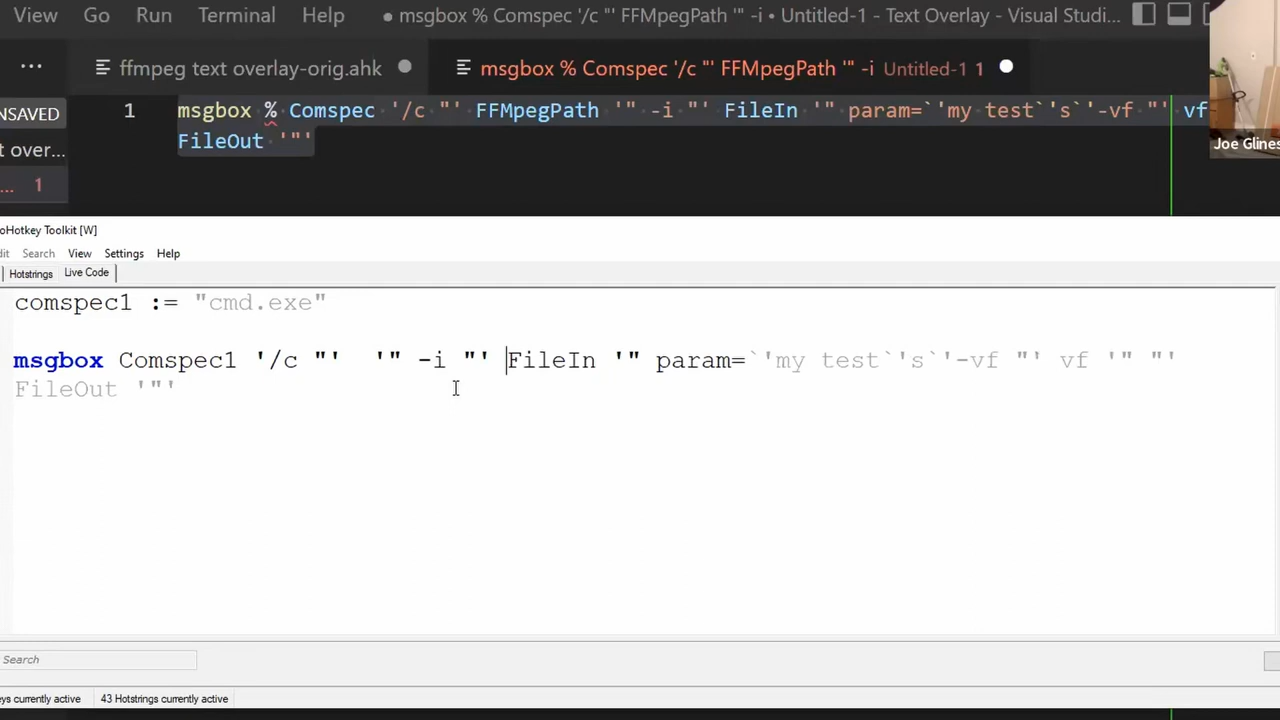 View Go Run Terminal Help ● msgbox % Comspec '/c "' FFMpegPath '" -i • Untitled-1 - Text Overlay - Visual Studi...
... ffmpeg text overlay-orig.ahk msgbox % Comspec '/c "' FFMpegPath '" -i Untitled-1 1
NSAVED
t over...
... 1
1 msgbox % Comspec '/c "' FFMpegPath '" -i "' FileIn '" param=`'my test`'s`'-vf "' vf
FileOut '"'
Joe Glines
oHotkey Toolkit [W]
dit Search View Settings Help
Hotstrings Live Code
comspec1 := "cmd.exe"
msgbox Comspec1 '/c "' '" -i "' FileIn '" param=`'my test`'s`'-vf "' vf '" "'
FileOut '"'
Search
eys currently active 43 Hotstrings currently active